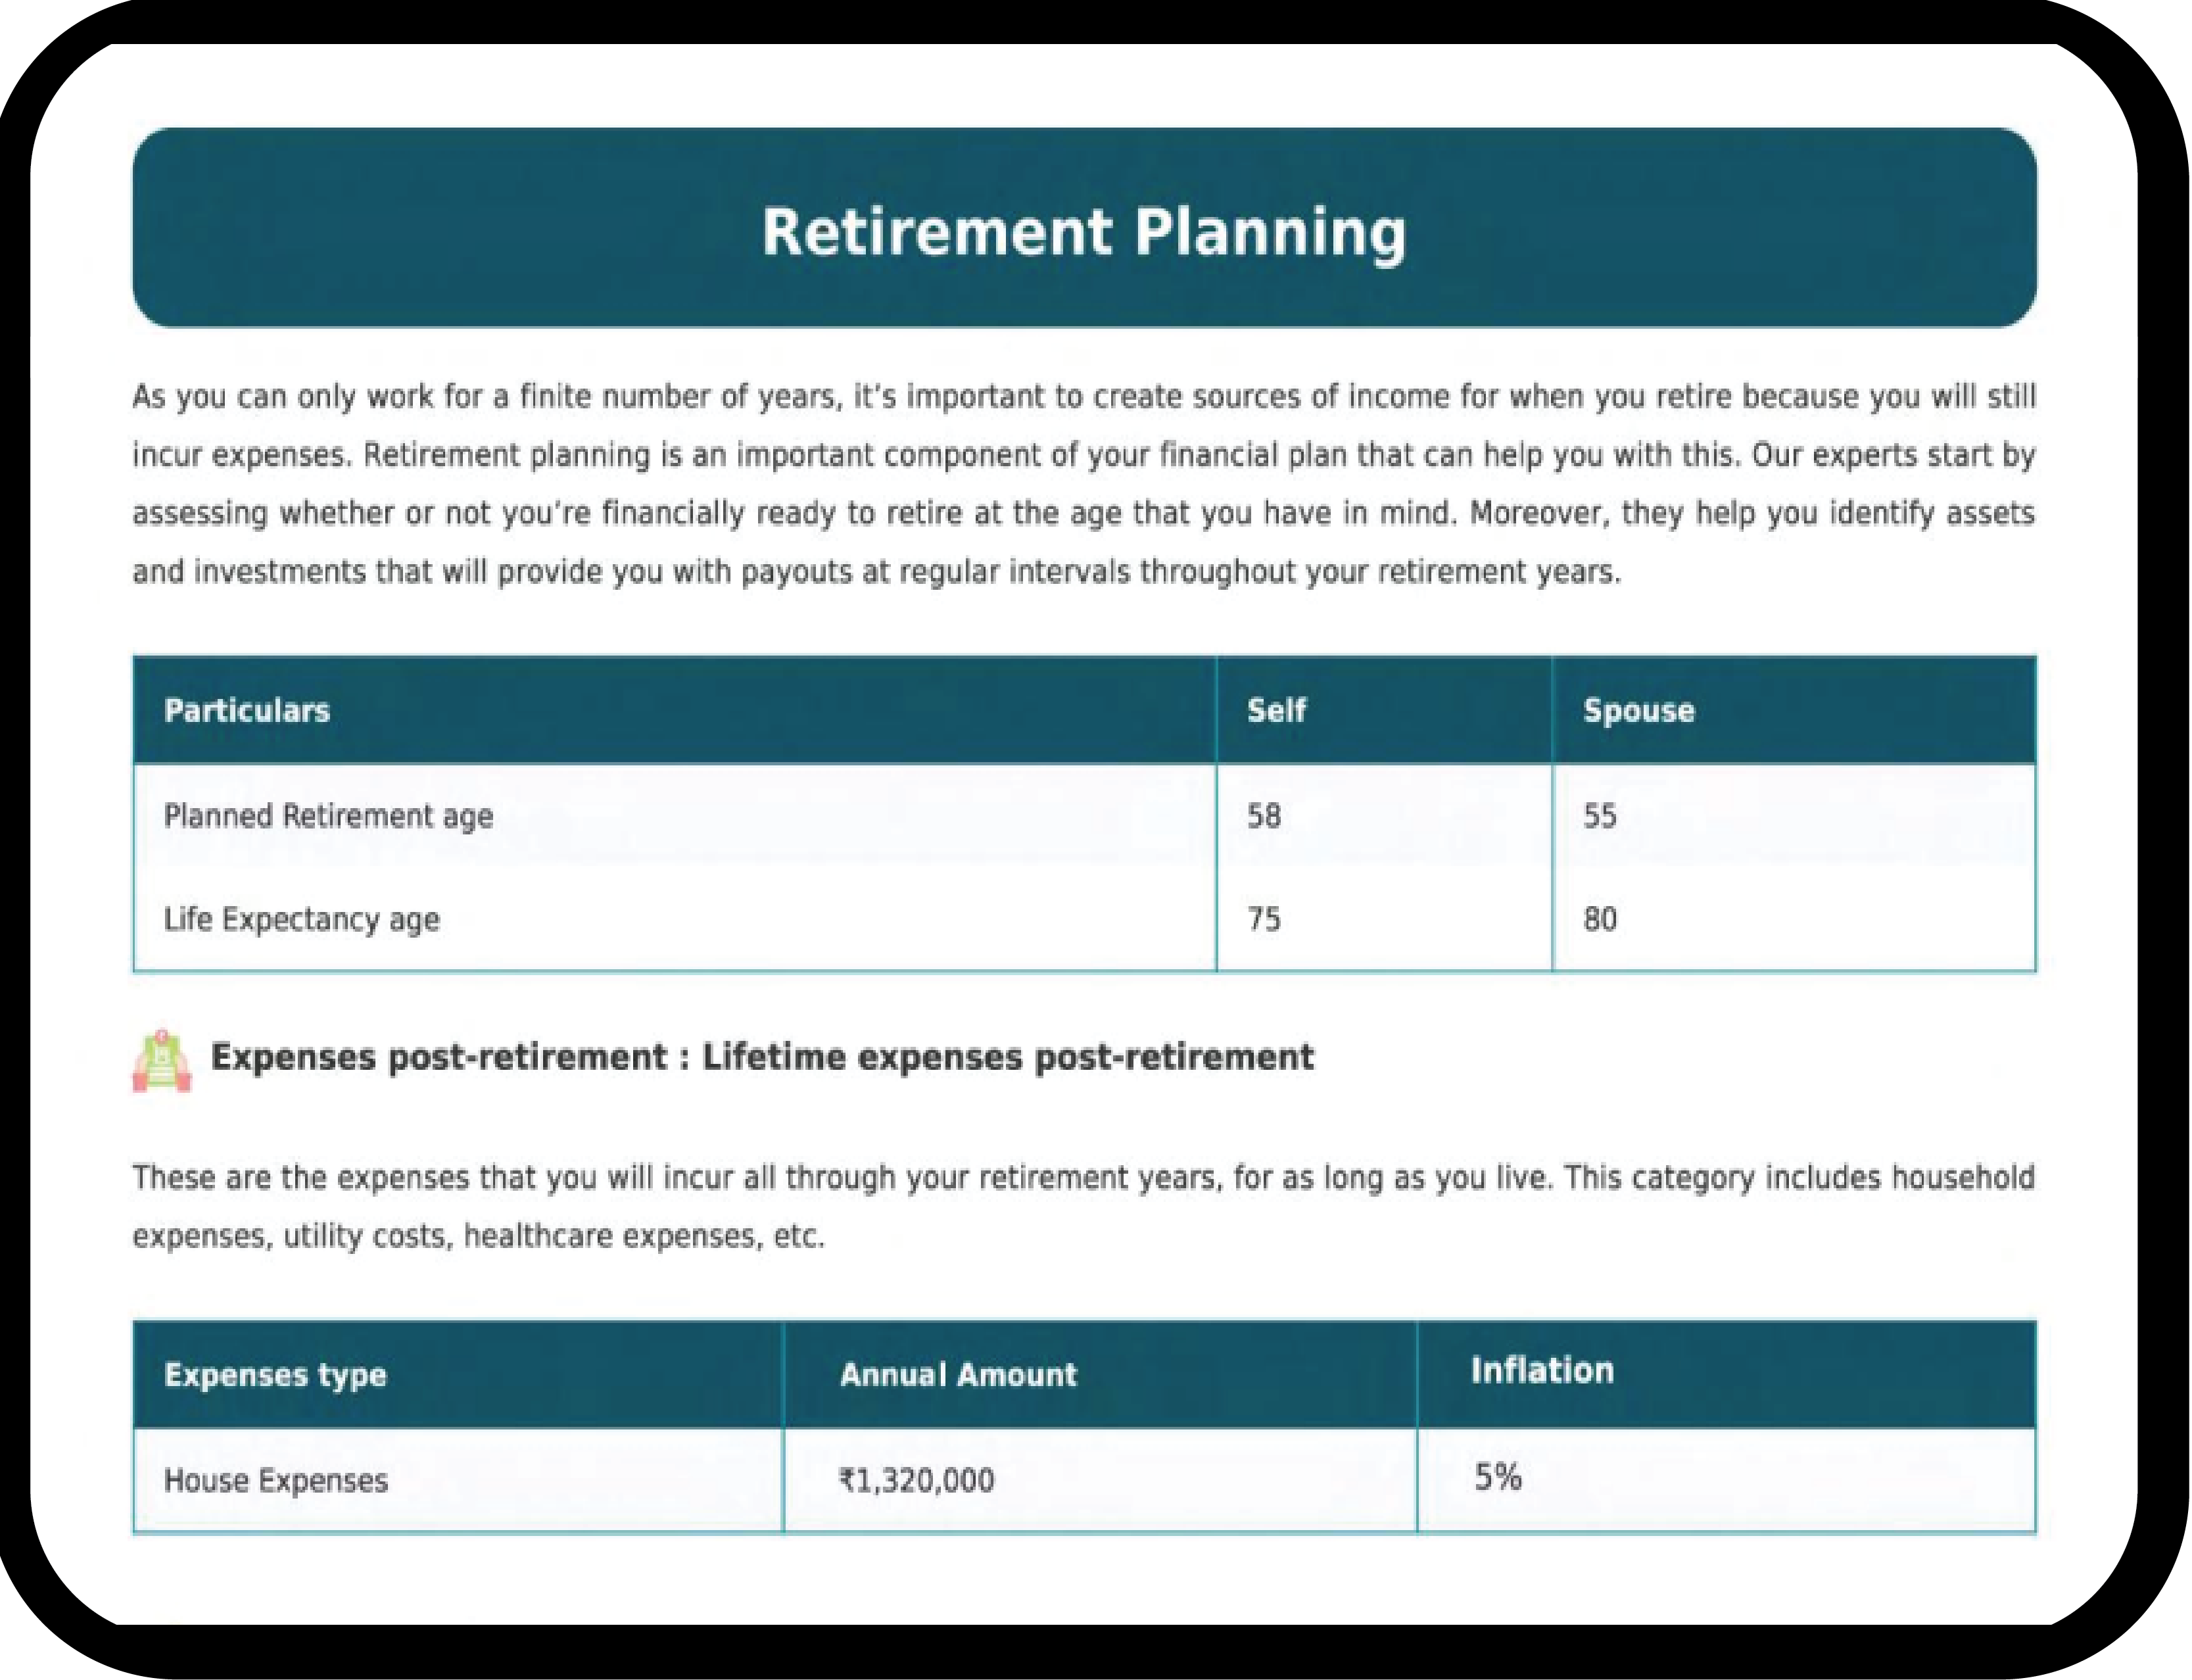 Retirement Planning
As you can only work for a finite number of years, it’s important to create sources of income for when you retire because you will still
incur expenses. Retirement planning is an important component of your financial plan that can help you with this. Our experts start by
assessing whether or not you’re financially ready to retire at the age that you have in mind. Moreover, they help you identify assets
and investments that will provide you with payouts at regular intervals throughout your retirement years.
Particulars Self Spouse
Planned Retirement age 58 55
Life Expectancy age 75 80
Expenses post-retirement : Lifetime expenses post-retirement
These are the expenses that you will incur all through your retirement years, for as long as you live. This category includes household
expenses, utility costs, healthcare expenses, etc.
Expenses type Annual Amount Inflation
House Expenses ₹1,320,000 5%